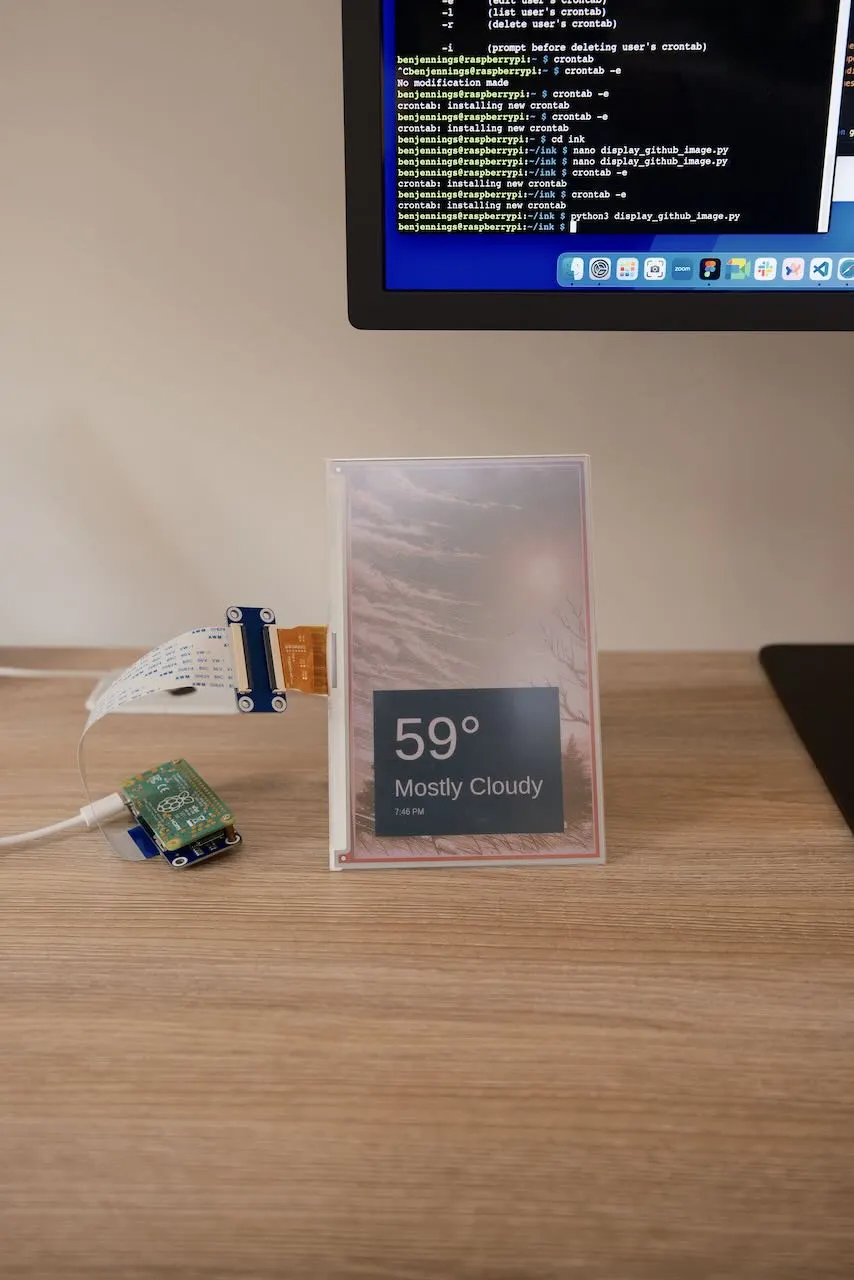 -e (edit user's crontab)
-l (list user's crontab)
-r (delete user's crontab)
-i (prompt before deleting user's crontab)
benjennings@raspberrypi:~ $ crontab
^Cbenjennings@raspberrypi:~ $ crontab -e
No modification made
benjennings@raspberrypi:~ $ crontab -e
crontab: installing new crontab
benjennings@raspberrypi:~ $ crontab -e
crontab: installing new crontab
benjennings@raspberrypi:~ $ cd ink
benjennings@raspberrypi:~/ink $ nano display_github_image.py
benjennings@raspberrypi:~/ink $ nano display_github_image.py
benjennings@raspberrypi:~/ink $ crontab -e
crontab: installing new crontab
benjennings@raspberrypi:~/ink $ crontab -e
crontab: installing new crontab
benjennings@raspberrypi:~/ink $ python3 display_github_image.py
benjennings@raspberrypi:~/ink $
zoom
59°
Mostly Cloudy
7:46 PM